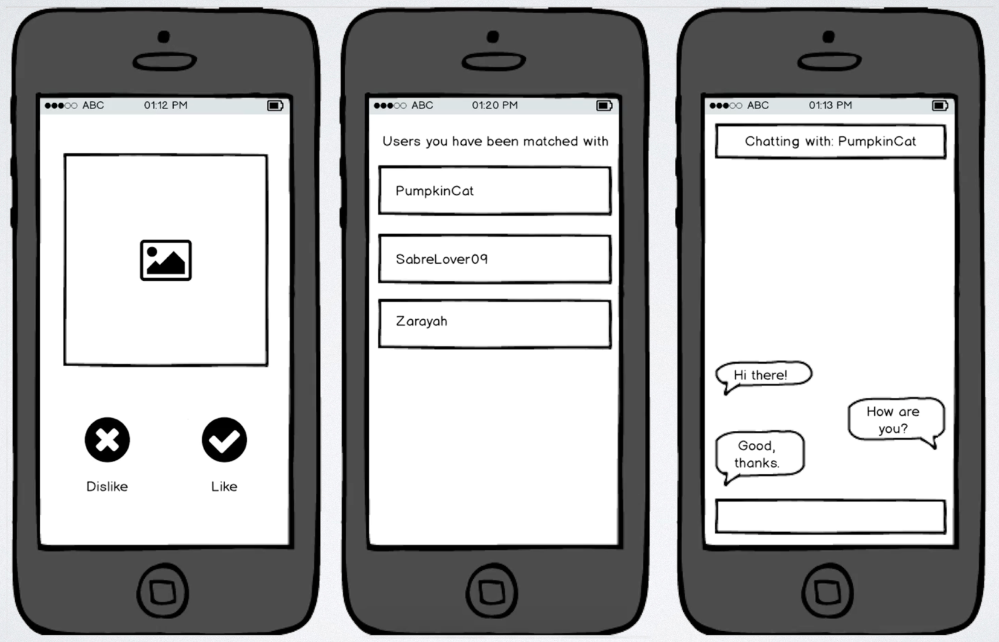 ABC 01:12 PM
Dislike Like
ABC 01:20 PM
Users you have been matched with
PumpkinCat
SabreLover09
Zarayah
ABC 01:13 PM
Chatting with: PumpkinCat
Hi there!
How are
you?
Good,
thanks.